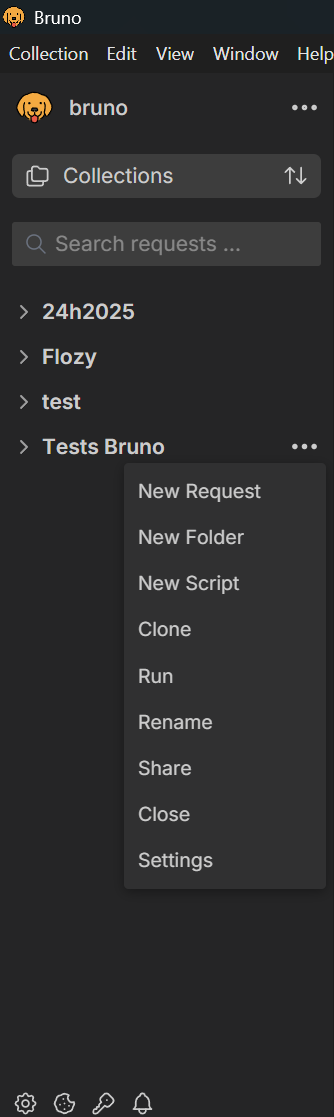 Bruno
Collection Edit View Window Help
bruno
Collections
Search requests ...
24h2025
Flozy
test
Tests Bruno
New Request
New Folder
New Script
Clone
Run
Rename
Share
Close
Settings